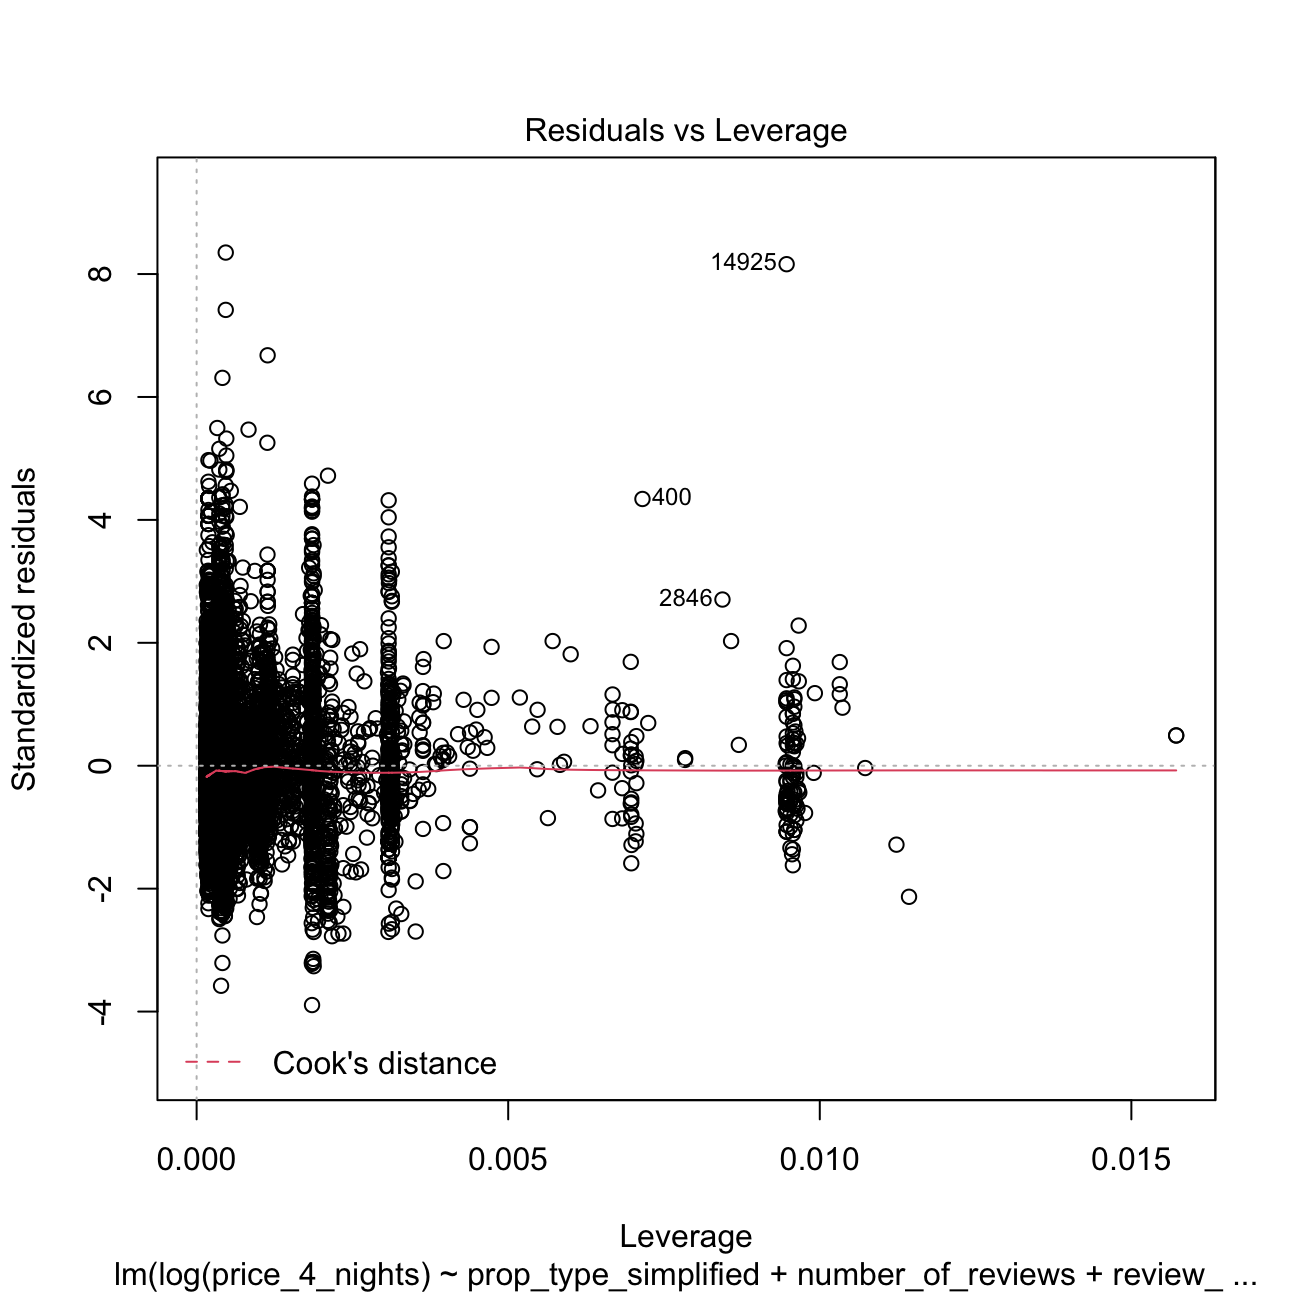 Residuals vs Leverage
Standardized residuals
8
6
4
2
0
-2
-4
14925
400
2846
Cook's distance
0.000 0.005 0.010 0.015
Leverage
lm(log(price_4_nights) ~ prop_type_simplified + number_of_reviews + review_ ...